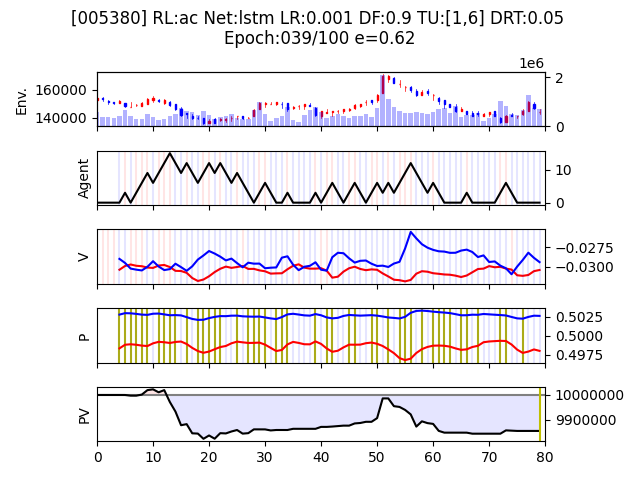 [005380] RL:ac Net:lstm LR:0.001 DF:0.9 TU:[1,6] DRT:0.05
Epoch:039/100 e=0.62
1e6
Env.
160000
140000
2
0
Agent
10
0
V
−0.0275
−0.0300
P
0.5025
0.5000
0.4975
PV
10000000
9900000
0 10 20 30 40 50 60 70 80